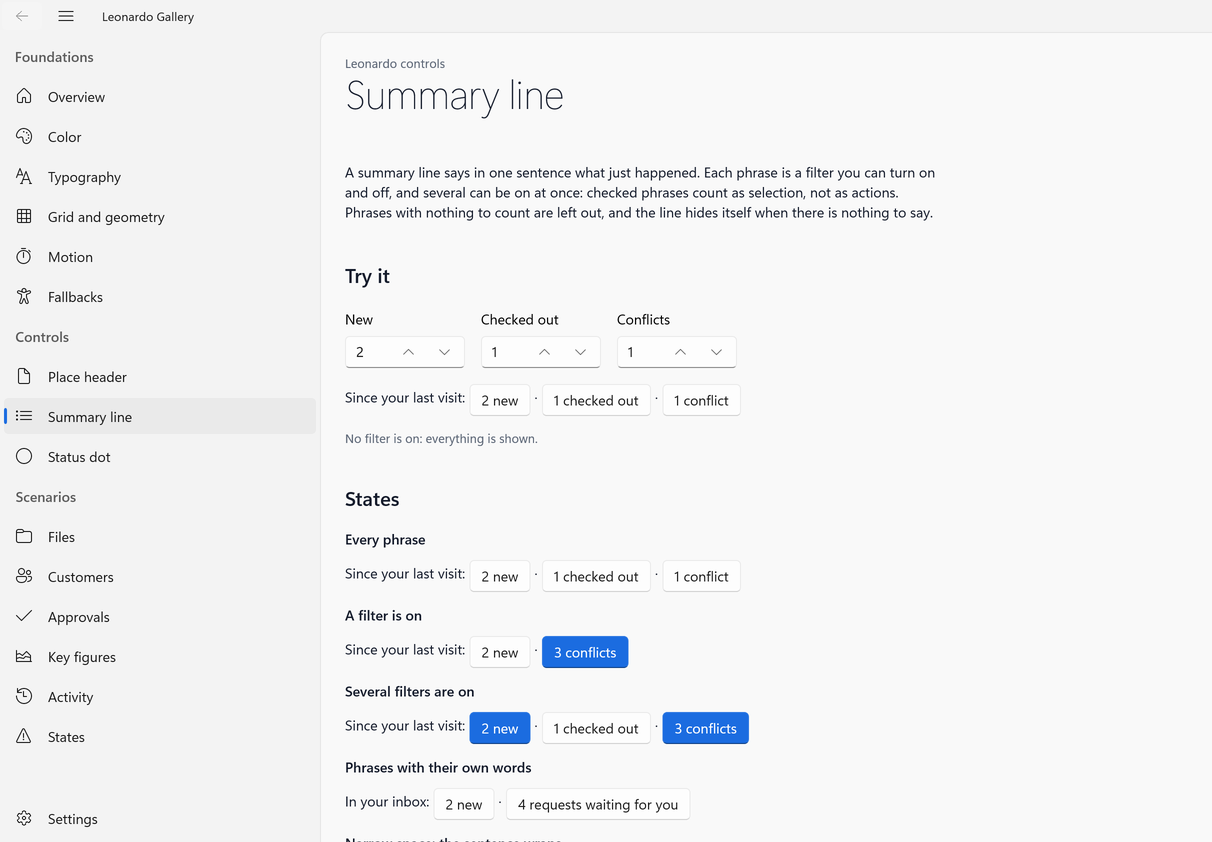 Leonardo Gallery
Foundations
Overview
Color
Typography
Grid and geometry
Motion
Fallbacks
Controls
Place header
Summary line
Status dot
Scenarios
Files
Customers
Approvals
Key figures
Activity
States
Settings
Leonardo controls
Summary line
A summary line says in one sentence what just happened. Each phrase is a filter you can turn on
and off, and several can be on at once: checked phrases count as selection, not as actions.
Phrases with nothing to count are left out, and the line hides itself when there is nothing to say.
Try it
New Checked out Conflicts
2 1 1
Since your last visit: 2 new · 1 checked out · 1 conflict
No filter is on: everything is shown.
States
Every phrase
Since your last visit: 2 new · 1 checked out · 1 conflict
A filter is on
Since your last visit: 2 new · 3 conflicts
Several filters are on
Since your last visit: 2 new · 1 checked out · 3 conflicts
Phrases with their own words
In your inbox: 2 new · 4 requests waiting for you